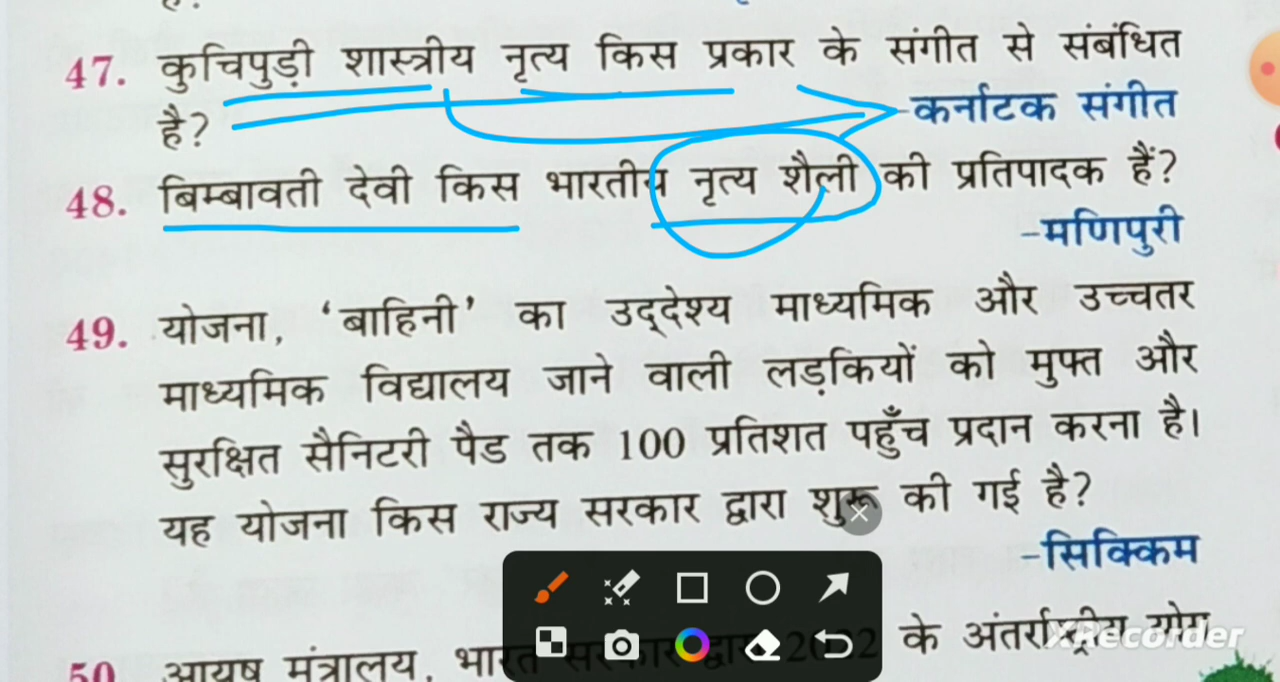 47. कुचिपुड़ी शास्त्रीय नृत्य किस प्रकार के संगीत से संबंधित
है? -कर्नाटक संगीत
48. बिम्बावती देवी किस भारतीय नृत्य शैली की प्रतिपादक हैं?
-मणिपुरी
49. योजना, ‘बाहिनी’ का उद्देश्य माध्यमिक और उच्चतर
माध्यमिक विद्यालय जाने वाली लड़कियों को मुफ्त और
सुरक्षित सैनिटरी पैड तक 100 प्रतिशत पहुँच प्रदान करना है।
यह योजना किस राज्य सरकार द्वारा शुरू की गई है?
-सिक्किम
50 आयुष मंत्रालय, भारत सरकार द्वारा 2022 के अंतर्राष्ट्रीय योग
XRecorder